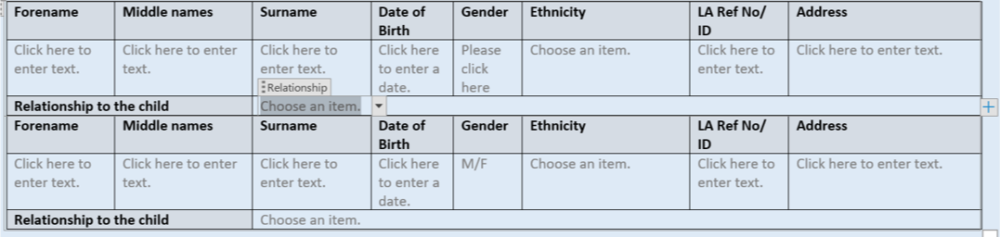 Forename Middle names Surname Date of Birth Gender Ethnicity LA Ref No/ ID Address
Click here to enter text. Click here to enter text. Click here to enter text. Click here to enter a date. Please click here Choose an item. Click here to enter text. Click here to enter text.
Relationship
Relationship to the child Choose an item.
Forename Middle names Surname Date of Birth Gender Ethnicity LA Ref No/ ID Address
Click here to enter text. Click here to enter text. Click here to enter text. Click here to enter a date. M/F Choose an item. Click here to enter text. Click here to enter text.
Relationship to the child Choose an item.